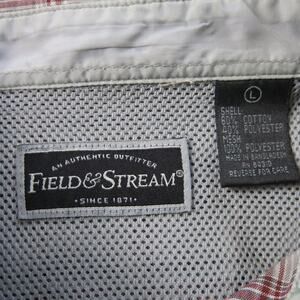 AN AUTHENTIC OUTFITTER
FIELD & STREAM®
• SINCE 1871 •
L
SHELL
60% COTTON
40% POLYESTER
MESH
100% POLYESTER
MADE IN BANGLADESH
REVERSE FOR CARE